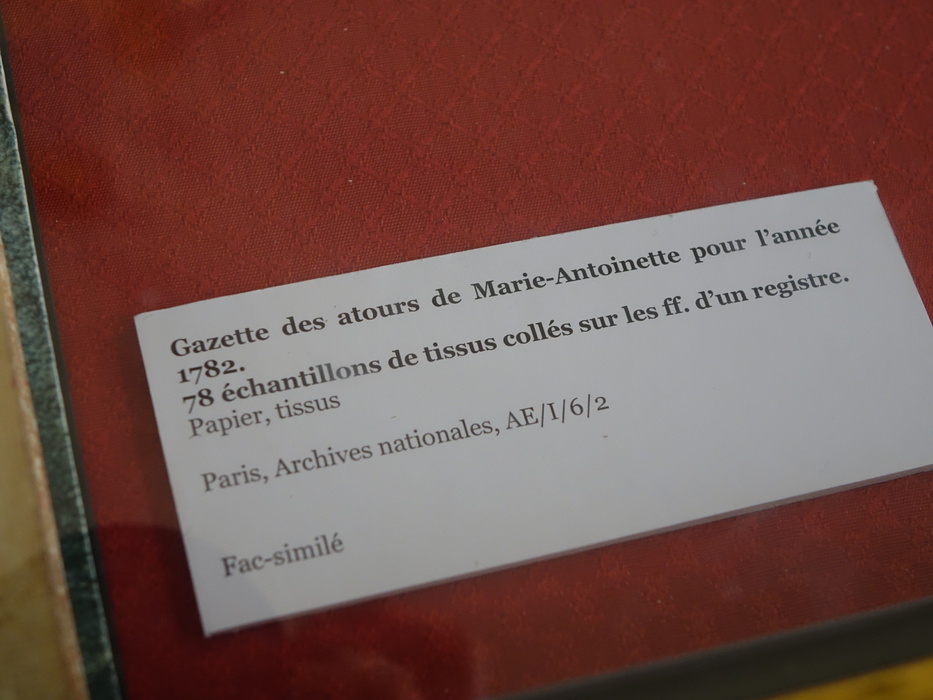 Gazette des atours de Marie-Antoinette pour l'année
1782.
78 échantillons de tissus collés sur les ff. d'un registre.
Papier, tissus
Paris, Archives nationales, AE/I/6/2
Fac-similé